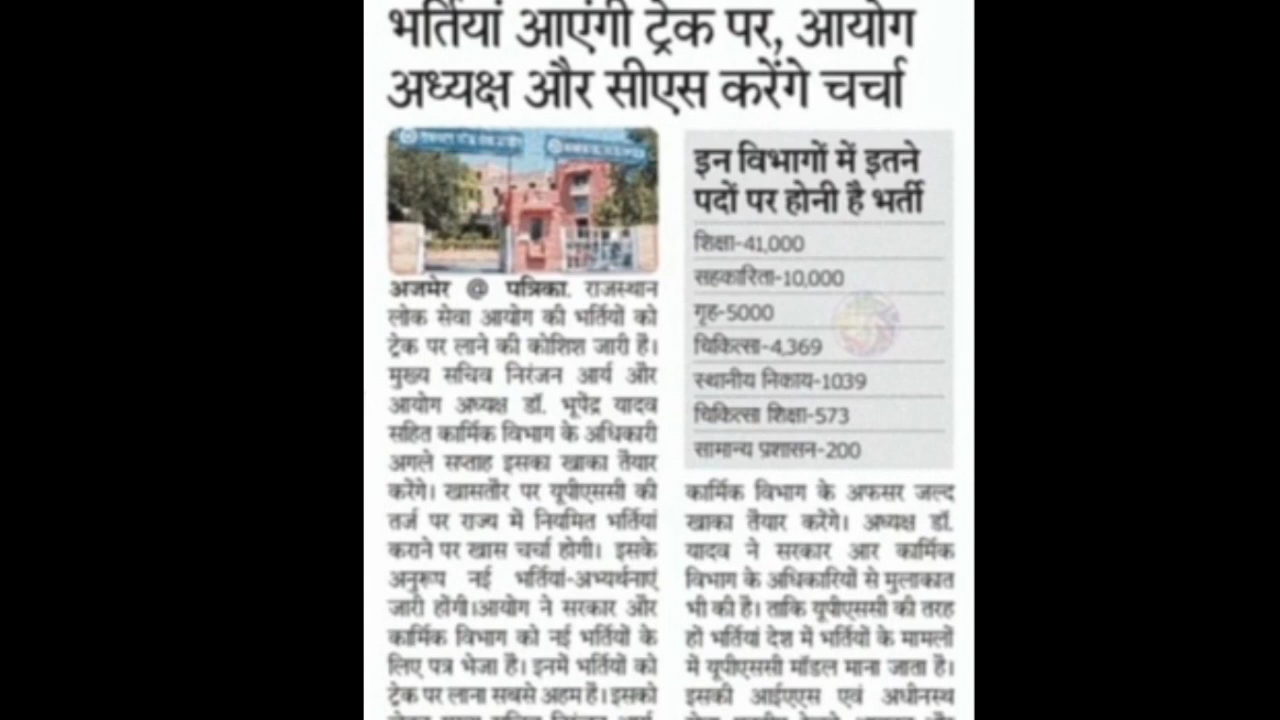 भर्तियां आएंगी ट्रेक पर, आयोग
अध्यक्ष और सीएस करेंगे चर्चा
अजमेर @ पत्रिका. राजस्थान
लोक सेवा आयोग की भर्तियों को
ट्रेक पर लाने की कोशिश जारी है।
मुख्य सचिव निरंजन आर्य और
आयोग अध्यक्ष डॉ. भूपेंद्र यादव
सहित कार्मिक विभाग के अधिकारी
अगले सप्ताह इसका खाका तैयार
करेंगे। खासतौर पर यूपीएससी की
तर्ज पर राज्य में नियमित भर्तियां
कराने पर खास चर्चा होगी। इसके
अनुरूप नई भर्तियां-अभ्यर्थनाएं
जारी होंगी।आयोग ने सरकार और
कार्मिक विभाग को नई भर्तियों के
लिए पत्र भेजा है। इनमें भर्तियों को
ट्रेक पर लाना सबसे अहम है। इसको
इन विभागों में इतने
पदों पर होनी है भर्ती
शिक्षा-41,000
सहकारिता-10,000
गृह-5000
चिकित्सा-4,369
स्थानीय निकाय-1039
चिकित्सा शिक्षा-573
सामान्य प्रशासन-200
कार्मिक विभाग के अफसर जल्द
खाका तैयार करेंगे। अध्यक्ष डॉ.
यादव ने सरकार आर कार्मिक
विभाग के अधिकारियों से मुलाकात
भी की है। ताकि यूपीएससी की तरह
हों भर्तियां देश में भर्तियों के मामलों
में यूपीएससी मॉडल माना जाता है।
इसकी आईएएस एवं अधीनस्थ